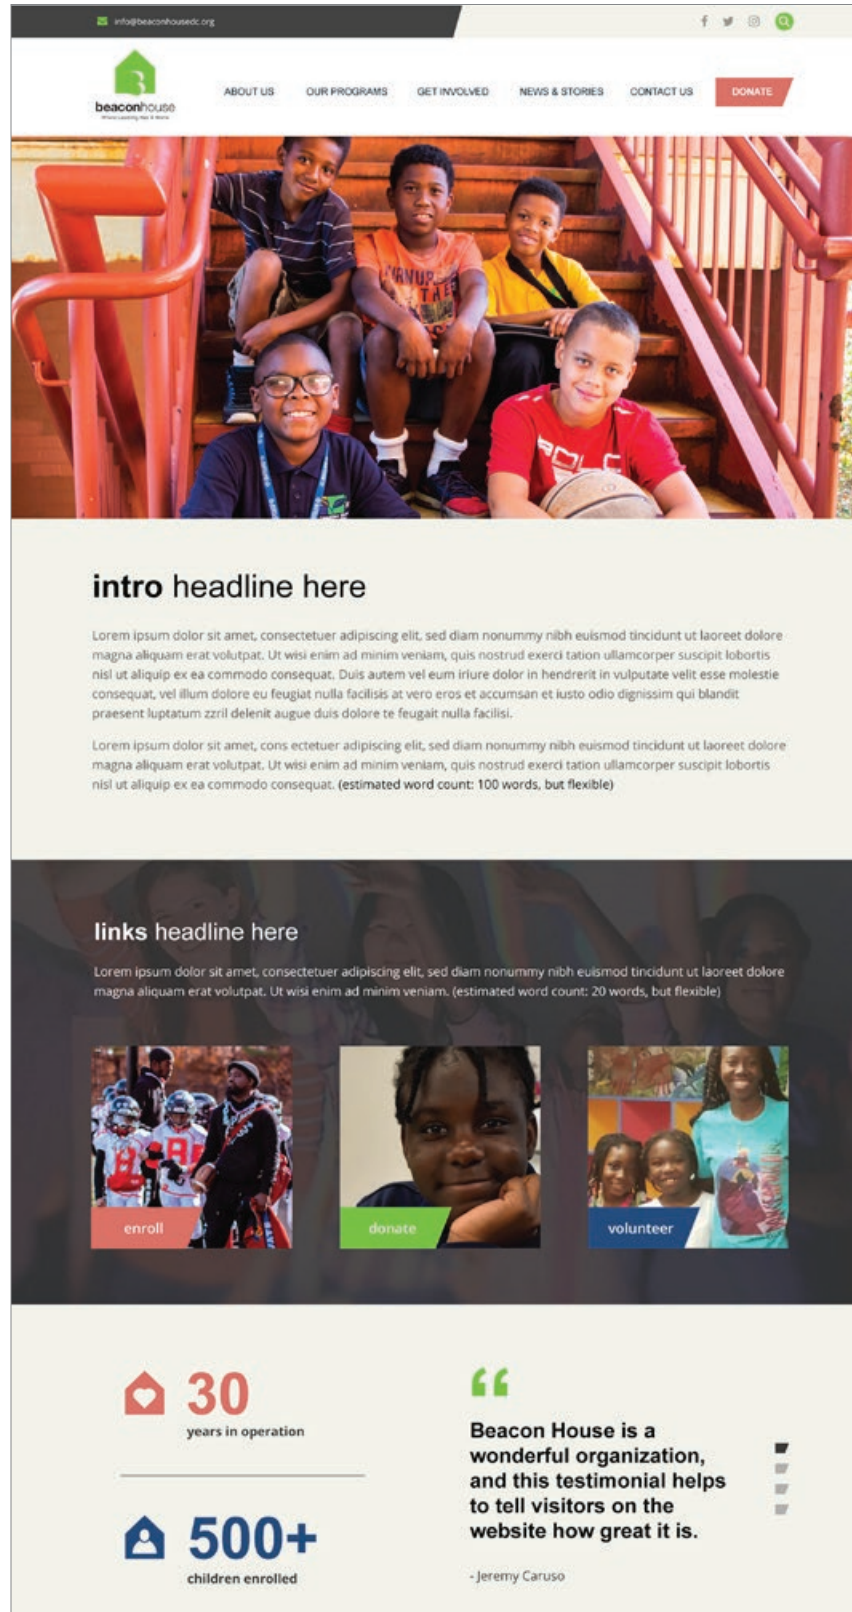 info@beaconhousedc.org
beaconhouse
ABOUT US
OUR PROGRAMS
GET INVOLVED
NEWS & STORIES
CONTACT US
DONATE
intro headline here
Lorem ipsum dolor sit amet, consectetuer adipiscing elit, sed diam nonummy nibh euismod tincidunt ut laoreet dolore
magna aliquam erat volutpat. Ut wisi enim ad minim veniam, quis nostrud exerci tation ullamcorper suscipit lobortis
nisl ut aliquip ex ea commodo consequat. Duis autem vel eum iriure dolor in hendrerit in vulputate velit esse molestie
consequat, vel illum dolore eu feugiat nulla facilisis at vero eros et accumsan et iusto odio dignissim qui blandit
praesent luptatum zzril delenit augue duis dolore te feugait nulla facilisi.
Lorem ipsum dolor sit amet, cons ectetuer adipiscing elit, sed diam nonummy nibh euismod tincidunt ut laoreet dolore
magna aliquam erat volutpat. Ut wisi enim ad minim veniam, quis nostrud exerci tation ullamcorper suscipit lobortis
nisl ut aliquip ex ea commodo consequat. (estimated word count: 100 words, but flexible)
links headline here
Lorem ipsum dolor sit amet, consectetuer adipiscing elit, sed diam nonummy nibh euismod tincidunt ut laoreet dolore
magna aliquam erat volutpat. Ut wisi enim ad minim veniam. (estimated word count: 20 words, but flexible)
enroll
donate
volunteer
30
years in operation
500+
children enrolled
Beacon House is a
wonderful organization,
and this testimonial helps
to tell visitors on the
website how great it is.
- Jeremy Caruso